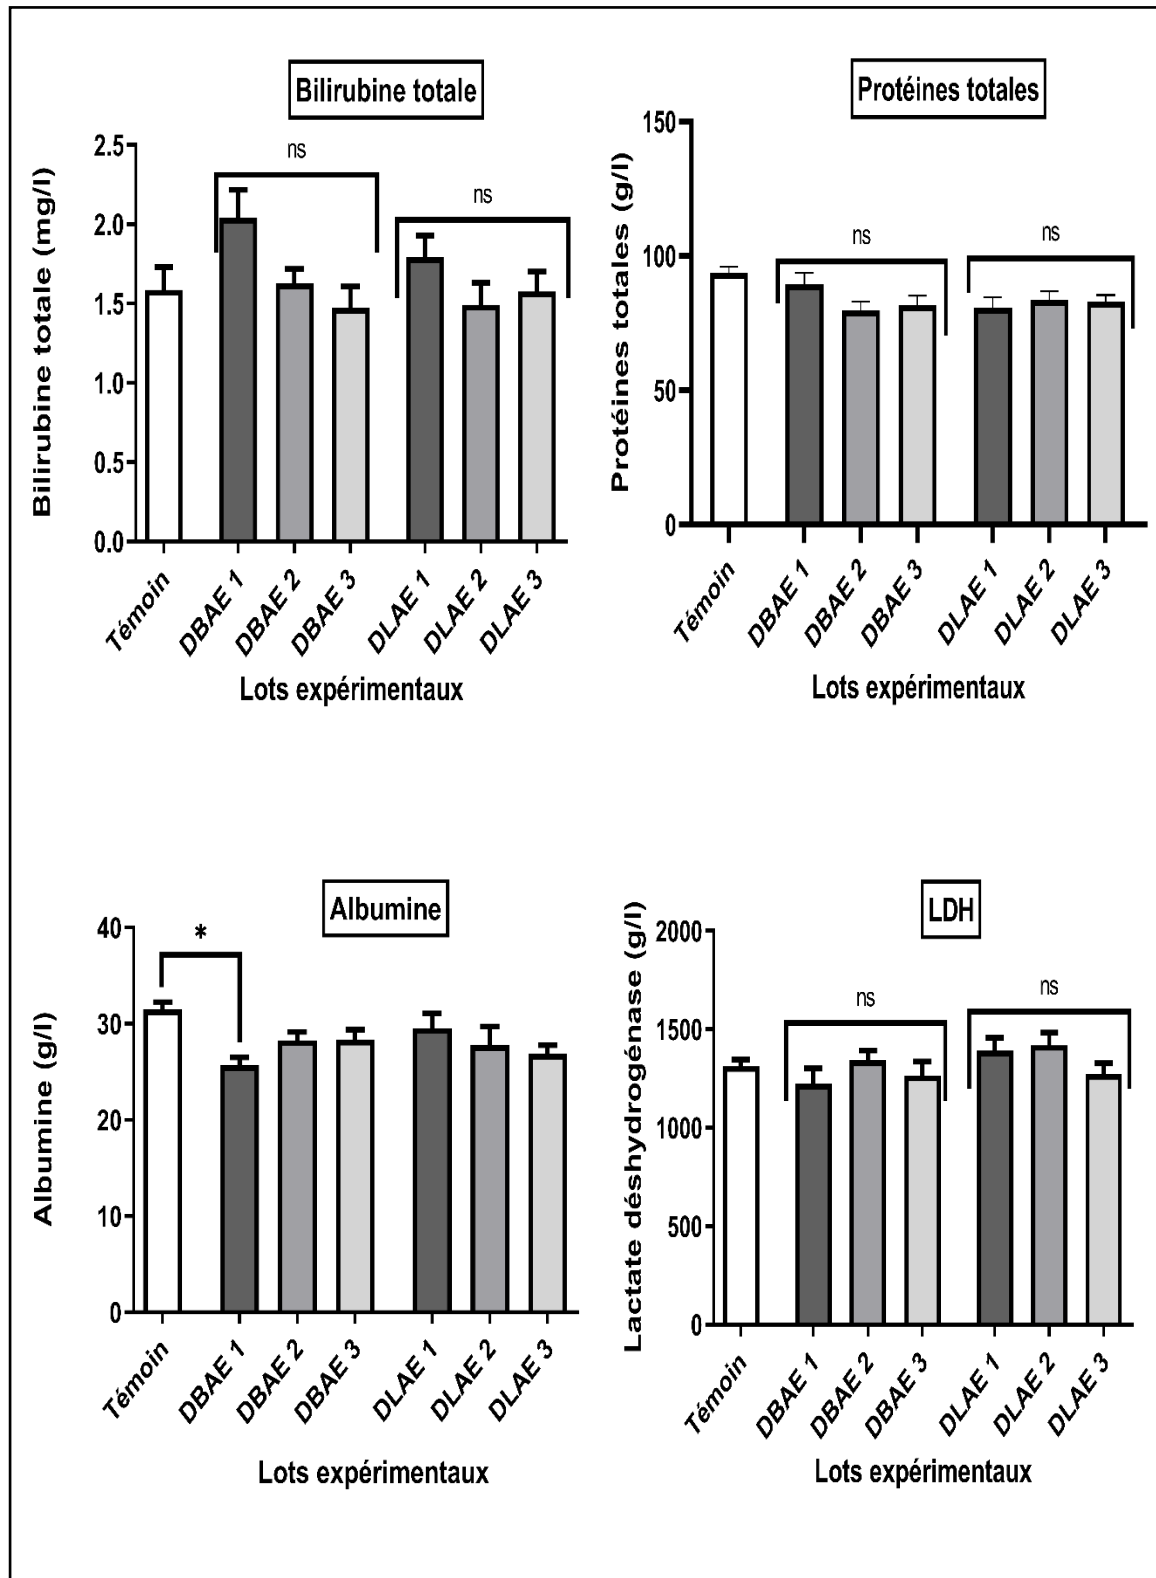 Bilirubine totale
Bilirubine totale (mg/l)
2.5
2.0
1.5
1.0
0.5
0.0
ns
ns
Témoin
DBAE 1
DBAE 2
DBAE 3
DLAE 1
DLAE 2
DLAE 3
Lots expérimentaux
Protéines totales
Protéines totales (g/l)
150
100
50
0
ns
ns
Témoin
DBAE 1
DBAE 2
DBAE 3
DLAE 1
DLAE 2
DLAE 3
Lots expérimentaux
Albumine
Albumine (g/l)
40
30
20
10
0
*
Témoin
DBAE 1
DBAE 2
DBAE 3
DLAE 1
DLAE 2
DLAE 3
Lots expérimentaux
LDH
Lactate déshydrogénase (g/l)
2000
1500
1000
500
0
ns
ns
Témoin
DBAE 1
DBAE 2
DBAE 3
DLAE 1
DLAE 2
DLAE 3
Lots expérimentaux